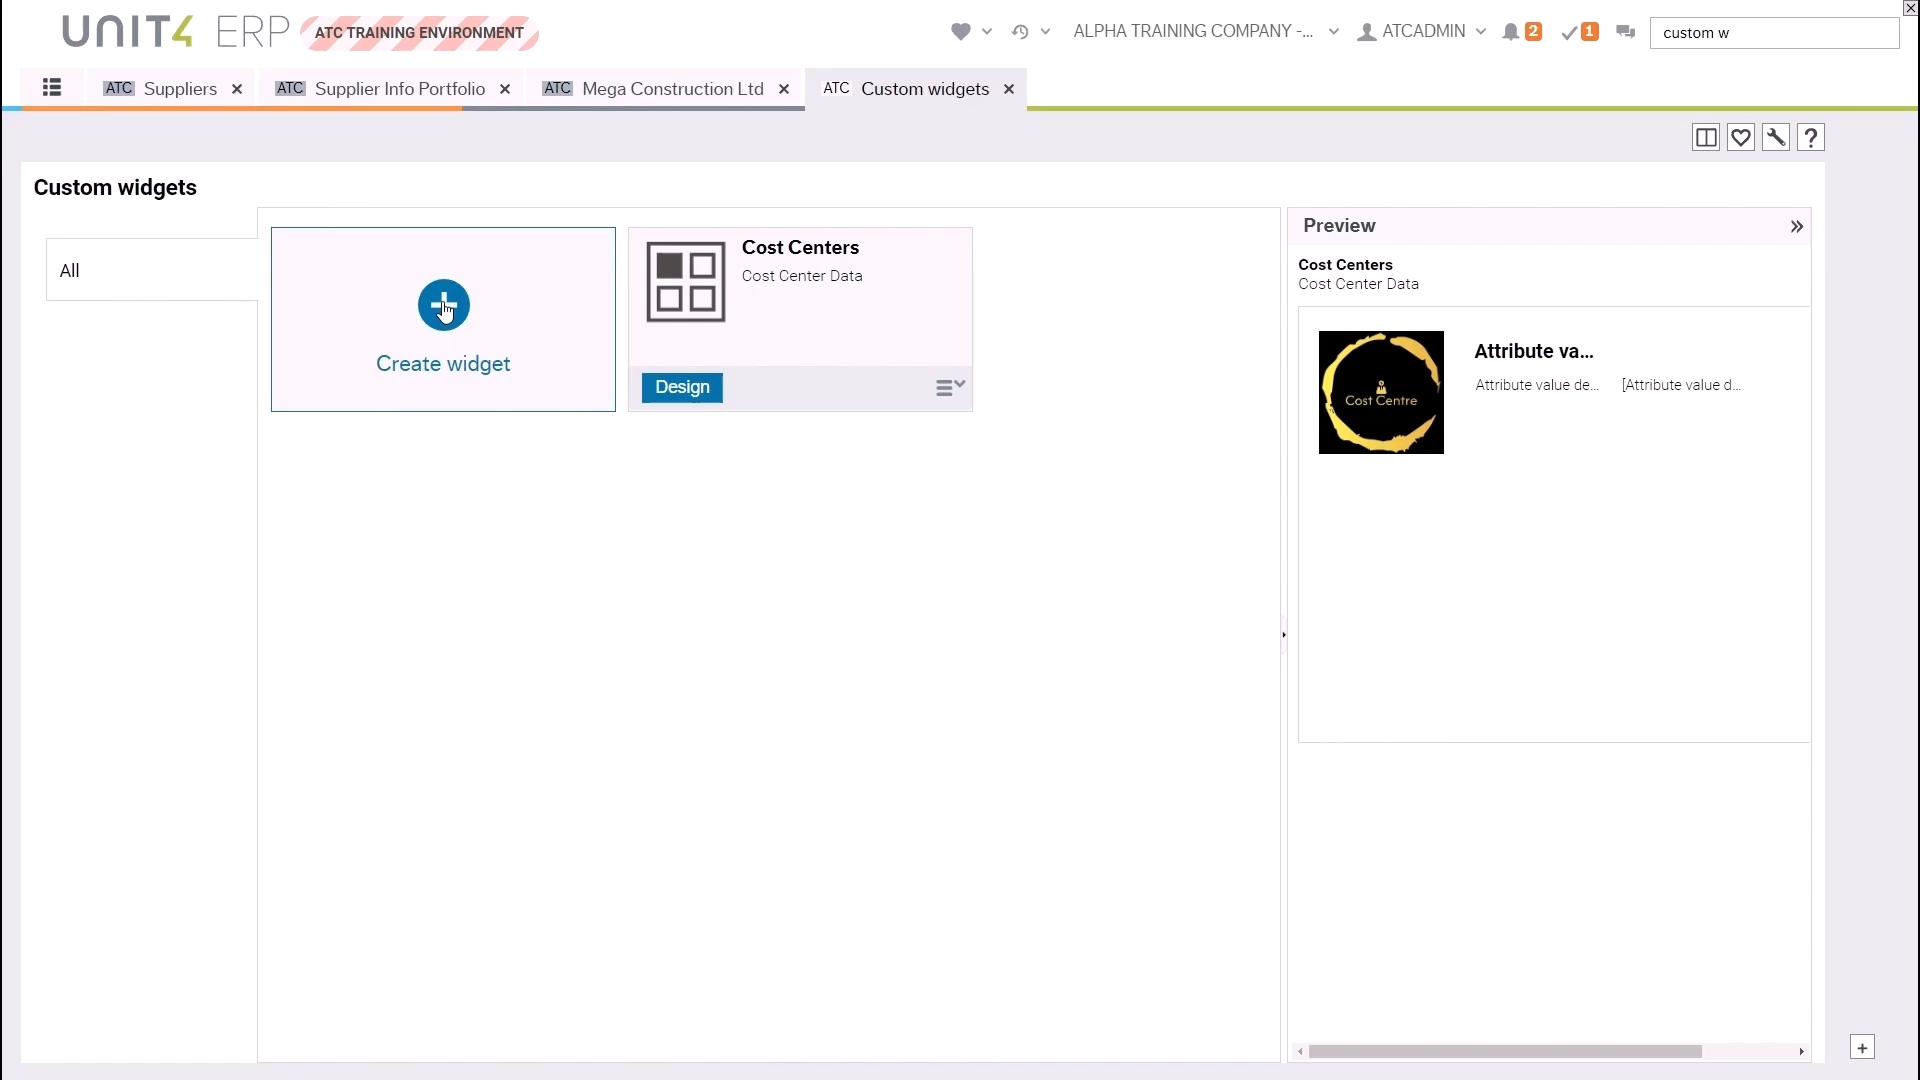 UNIT4 ERP ATC TRAINING ENVIRONMENT ALPHA TRAINING COMPANY -... ATCADMIN 2 1 custom w
ATC Suppliers ATC Supplier Info Portfolio ATC Mega Construction Ltd ATC Custom widgets
?
Custom widgets
All
Create widget
Cost Centers
Cost Center Data
Design
Preview
Cost Centers
Cost Center Data
Cost Centre
Attribute va...
Attribute value de... [Attribute value d...